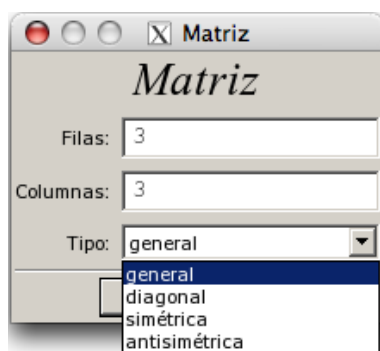 Matriz
Matriz
Filas: 3
Columnas: 3
Tipo: general
general
diagonal
simétrica
antisimétrica